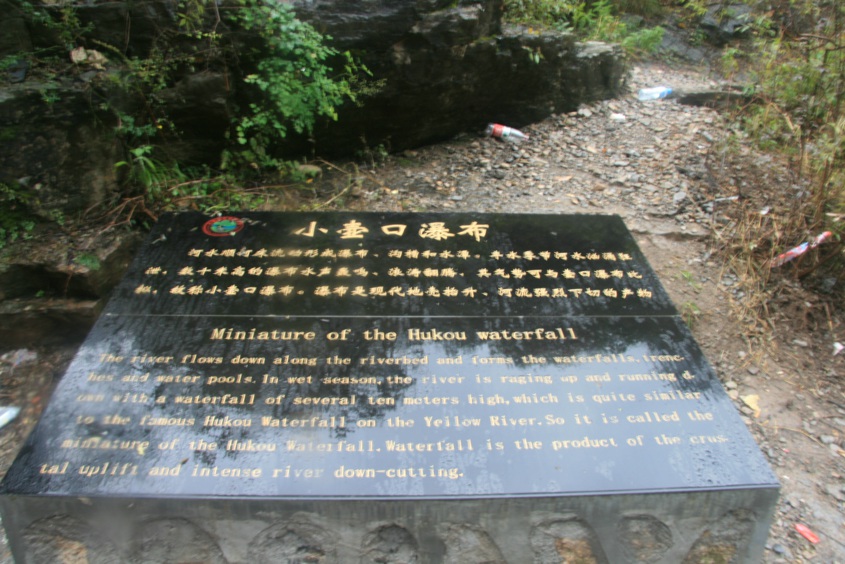 小壶口瀑布
河水顺河床流动形成瀑布、沟槽和水潭。丰水季节河水汹涌狂
泄，数十米高的瀑布水声轰鸣、浪涛翻腾，其气势可与壶口瀑布比
拟，故称小壶口瀑布。瀑布是现代地壳抬升、河流强烈下切的产物
Miniature of the Hukou waterfall
The river flows down along the riverbed and forms the waterfalls,trenc-
hes and water pools.In wet season,the river is raging up and running d-
own with a waterfall of several ten meters high,which is quite similar
to the famous Hukou Waterfall on the Yeilow River.So it is called the
miniature of the Hukou Waterfall.Waterfall is the product of the crus-
tal uplift and intense river down-cutting.